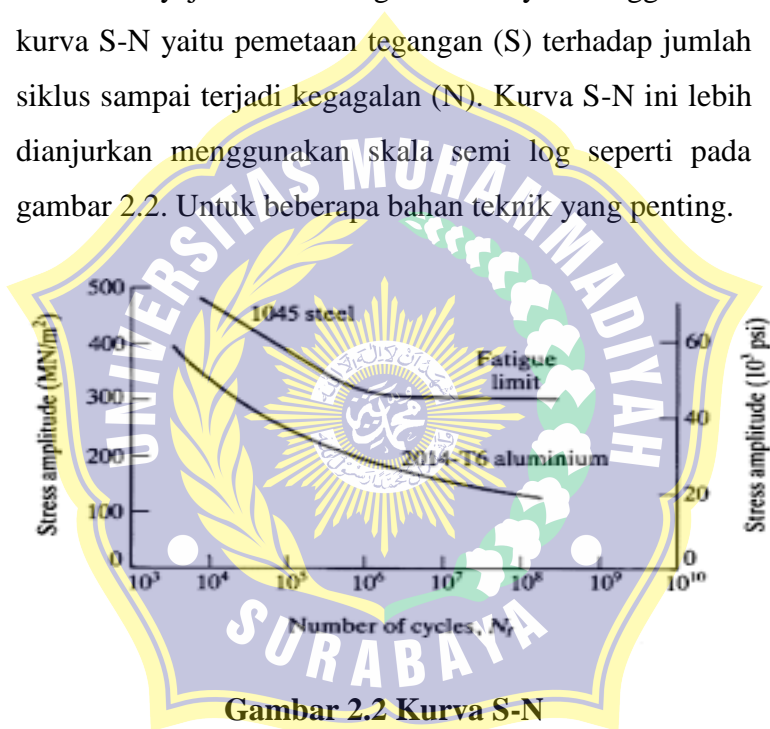 kurva S-N yaitu pemetaan tegangan (S) terhadap jumlah
siklus sampai terjadi kegagalan (N). Kurva S-N ini lebih
dianjurkan menggunakan skala semi log seperti pada
gambar 2.2. Untuk beberapa bahan teknik yang penting.
UNIVERSITAS MUHAMMADIYAH
SURABAYA
Stress amplitude (MN/m²)
500
400
300
200
100
0
1045 steel
Fatigue
limit
2014-T6 aluminium
60
40
20
0
Stress amplitude (10³ psi)
10³ 10⁴ 10⁵ 10⁶ 10⁷ 10⁸ 10⁹ 10¹⁰
Number of cycles, N
Gambar 2.2 Kurva S-N